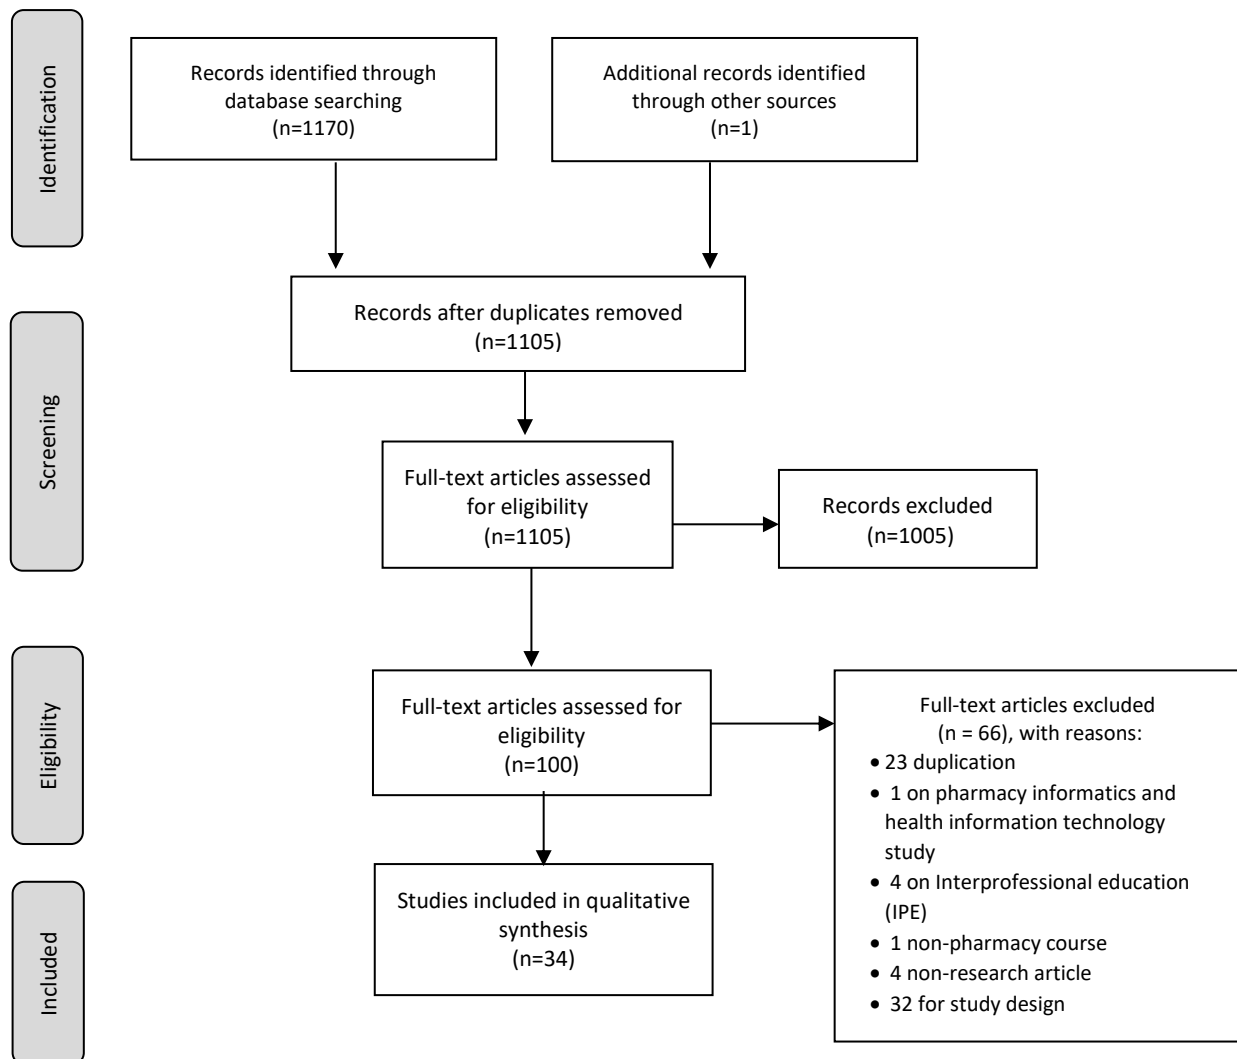 Identification
Records identified through
database searching
(n=1170)
Additional records identified
through other sources
(n=1)
Screening
Records after duplicates removed
(n=1105)
Full-text articles assessed
for eligibility
(n=1105)
Records excluded
(n=1005)
Eligibility
Full-text articles assessed for
eligibility
(n=100)
Full-text articles excluded
(n = 66), with reasons:
• 23 duplication
• 1 on pharmacy informatics and
health information technology
study
• 4 on Interprofessional education
(IPE)
• 1 non-pharmacy course
• 4 non-research article
• 32 for study design
Included
Studies included in qualitative
synthesis
(n=34)